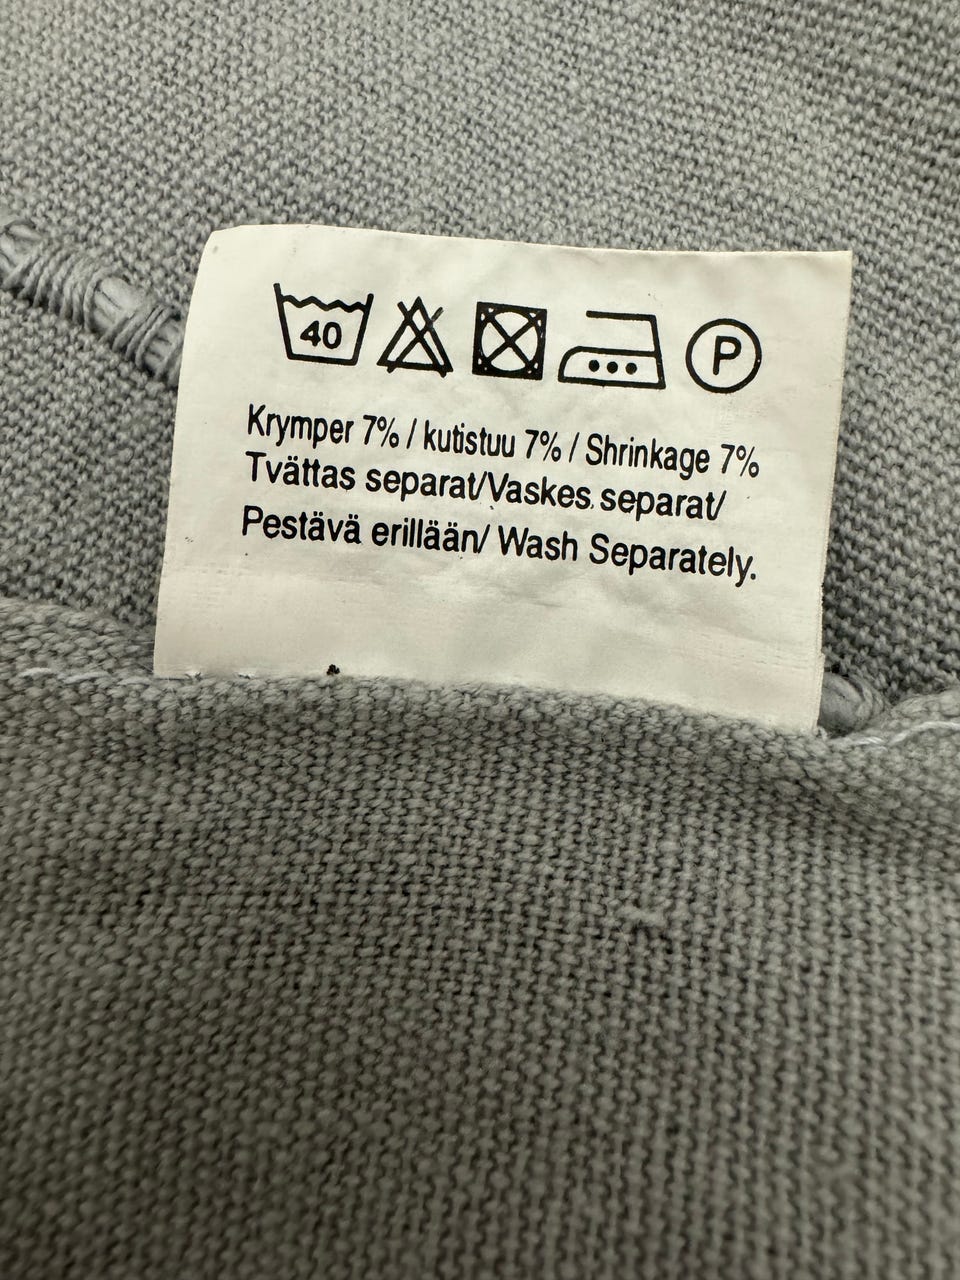 40 P
Krymper 7% / kutistuu 7% / Shrinkage 7%
Tvättas separat/Vaskes separat/
Pestävä erillään/ Wash Separately.